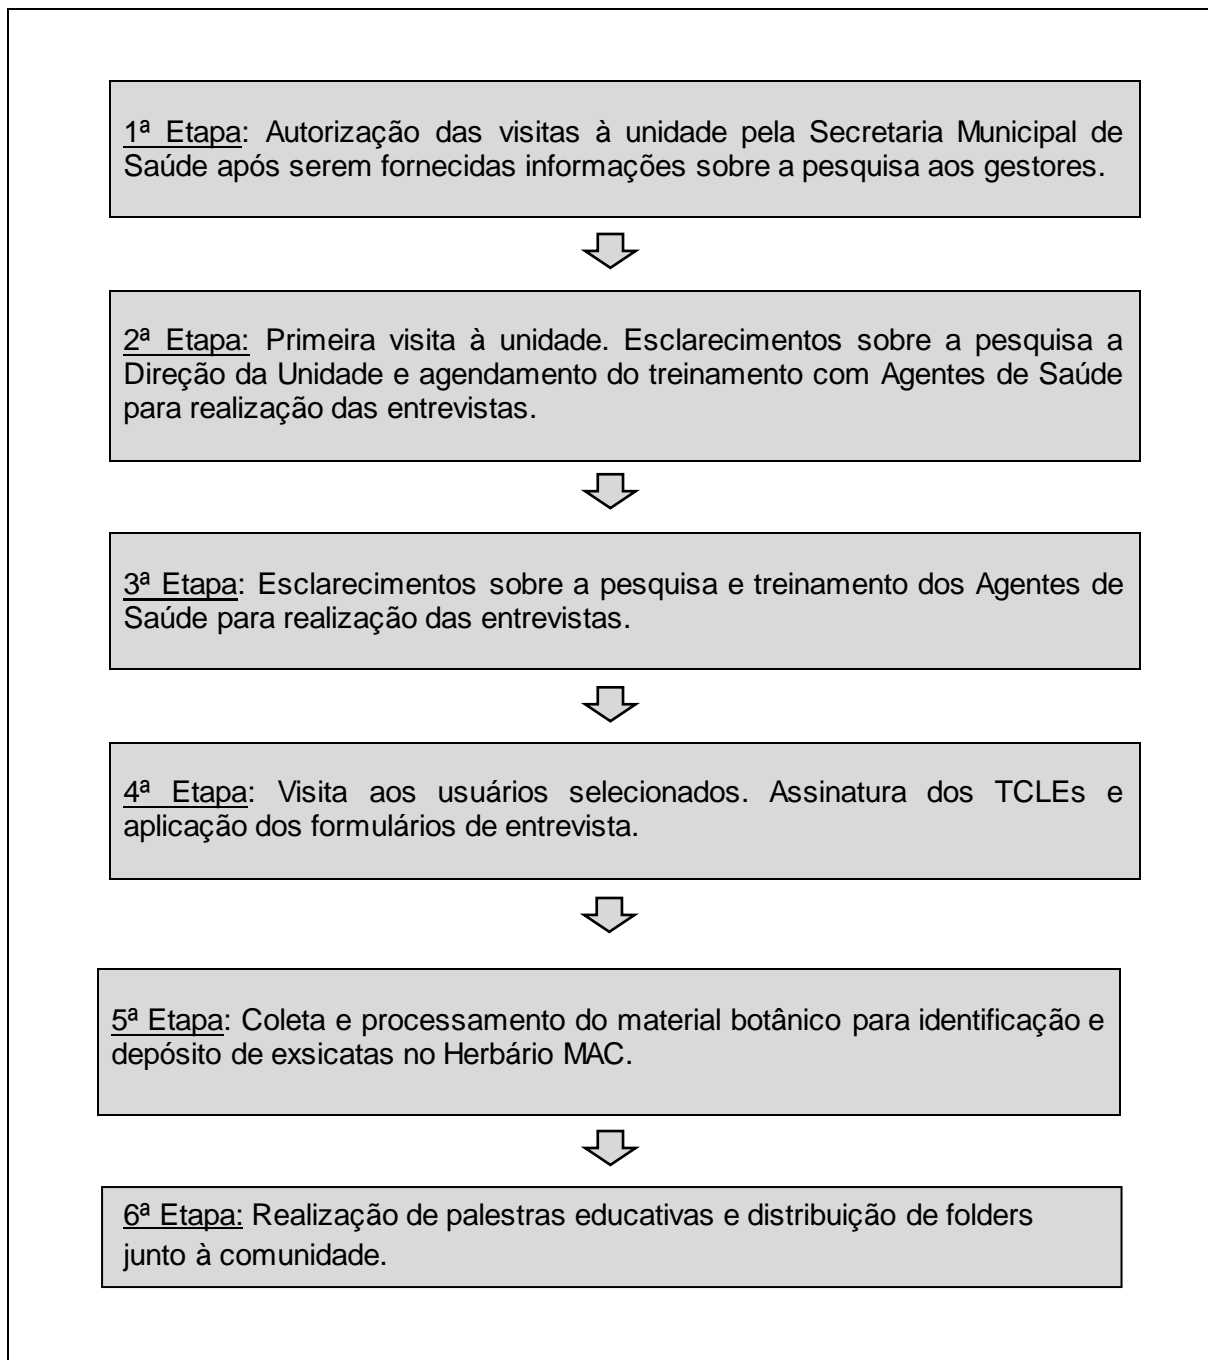 1ª Etapa: Autorização das visitas à unidade pela Secretaria Municipal de
Saúde após serem fornecidas informações sobre a pesquisa aos gestores.
2ª Etapa: Primeira visita à unidade. Esclarecimentos sobre a pesquisa a
Direção da Unidade e agendamento do treinamento com Agentes de Saúde
para realização das entrevistas.
3ª Etapa: Esclarecimentos sobre a pesquisa e treinamento dos Agentes de
Saúde para realização das entrevistas.
4ª Etapa: Visita aos usuários selecionados. Assinatura dos TCLEs e
aplicação dos formulários de entrevista.
5ª Etapa: Coleta e processamento do material botânico para identificação e
depósito de exsicatas no Herbário MAC.
6ª Etapa: Realização de palestras educativas e distribuição de folders
junto à comunidade.